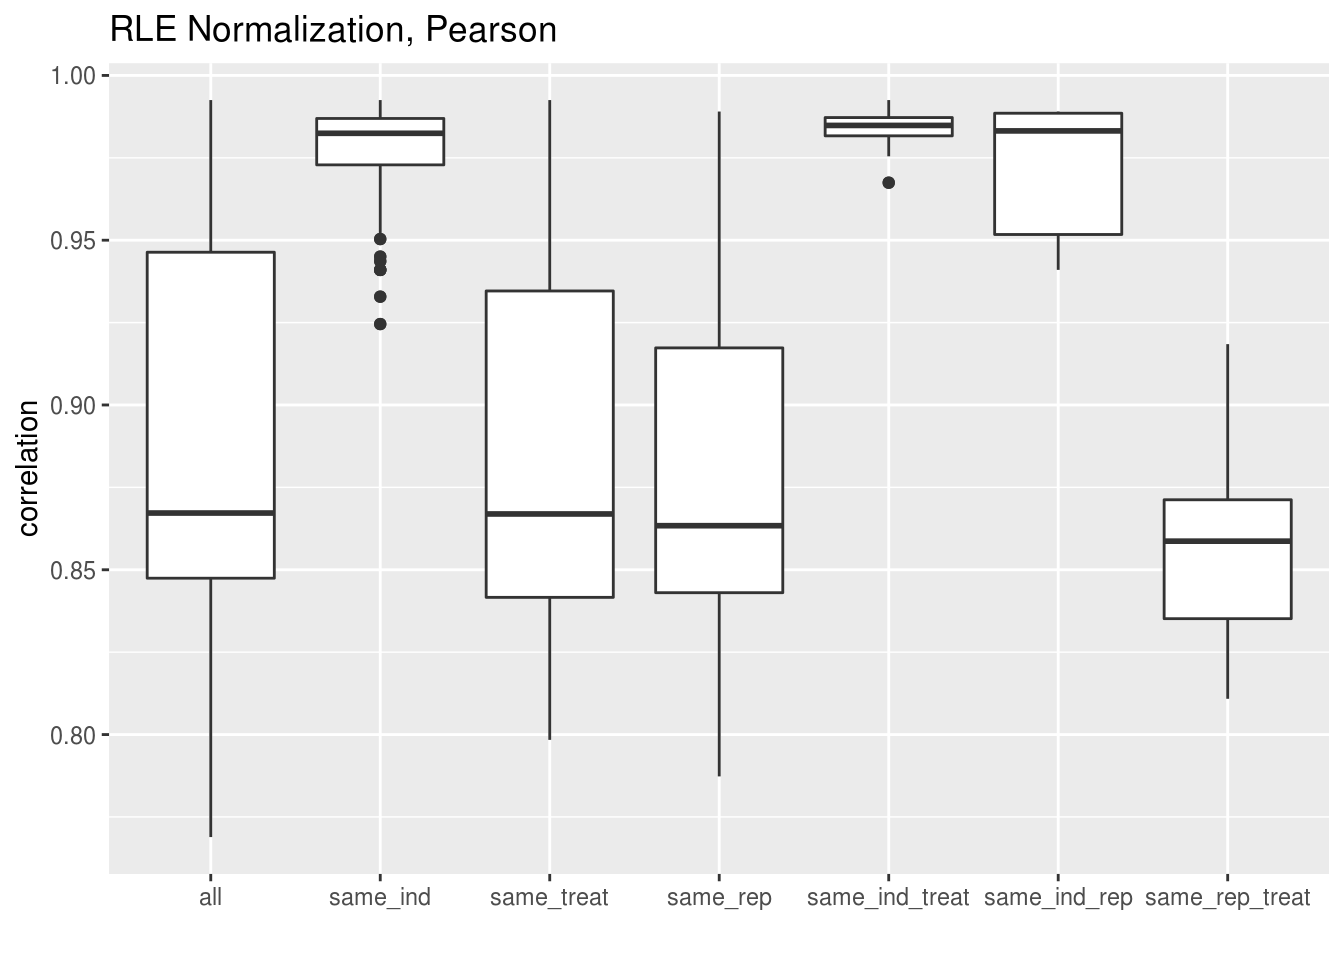 RLE Normalization, Pearson
1.00
0.95
0.90
0.85
0.80
correlation
all same_ind same_treat same_rep same_ind_treat same_ind_rep same_rep_treat